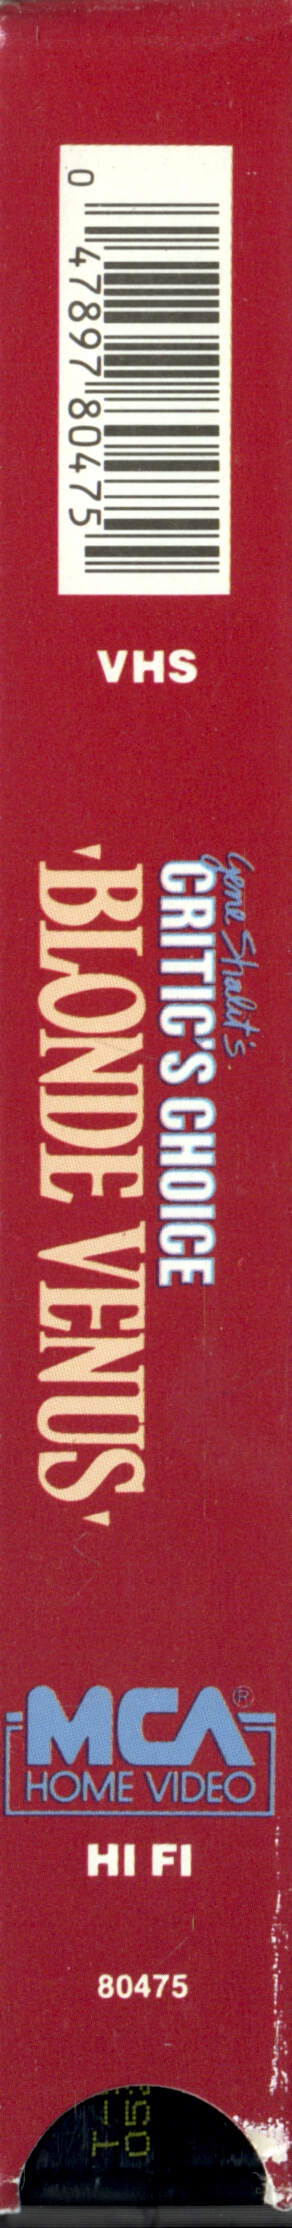 0 47897 80475
VHS
Gene Shalit's
CRITIC'S CHOICE
BLONDE VENUS
MCA®
HOME VIDEO
HI FI
80475